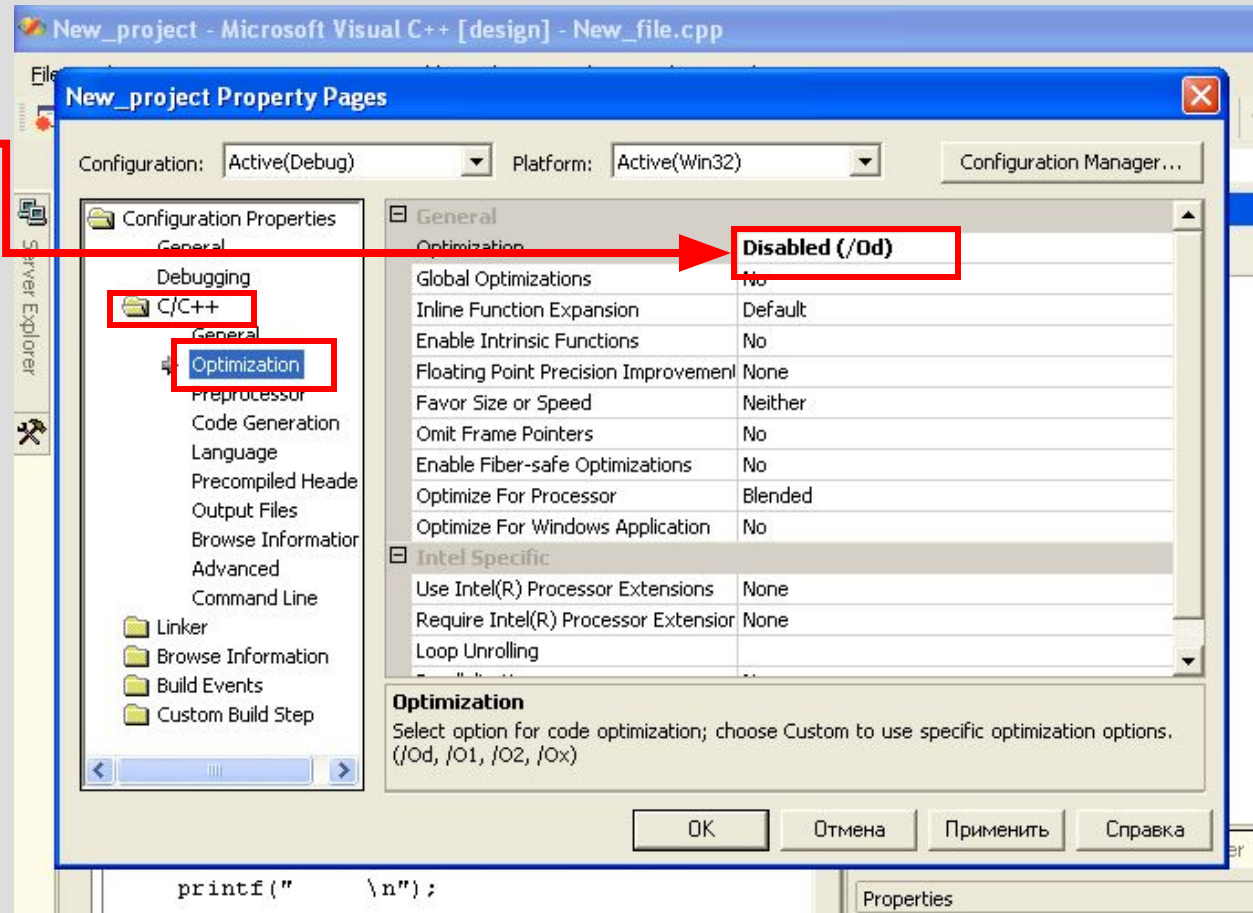 New_project - Microsoft Visual C++ [design] - New_file.cpp
File
New_project Property Pages
Configuration: Active(Debug) Platform: Active(Win32) Configuration Manager...
Server Explorer
Configuration Properties
General
Debugging
C/C++
General
Optimization
Preprocessor
Code Generation
Language
Precompiled Heade
Output Files
Browse Information
Advanced
Command Line
Linker
Browse Information
Build Events
Custom Build Step
General
Optimization Disabled (/Od)
Global Optimizations No
Inline Function Expansion Default
Enable Intrinsic Functions No
Floating Point Precision Improvement None
Favor Size or Speed Neither
Omit Frame Pointers No
Enable Fiber-safe Optimizations No
Optimize For Processor Blended
Optimize For Windows Application No
Intel Specific
Use Intel(R) Processor Extensions None
Require Intel(R) Processor Extension None
Loop Unrolling
Optimization
Select option for code optimization; choose Custom to use specific optimization options.
(/Od, /O1, /O2, /Ox)
OK Отмена Применить Справка
printf(" \n");
Properties